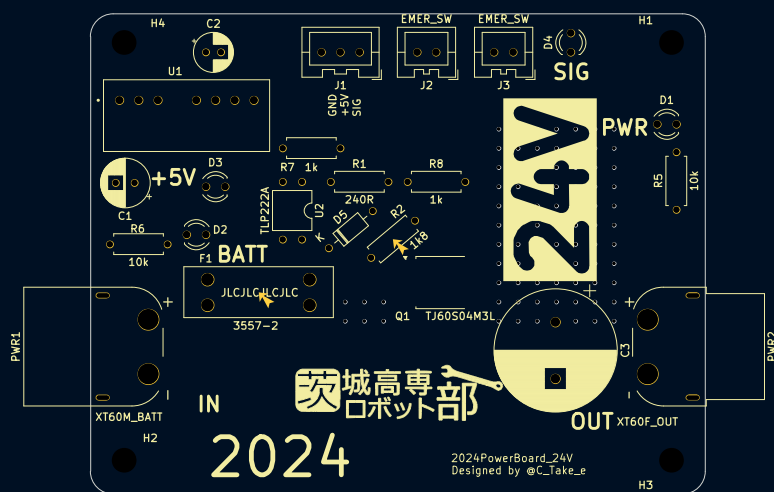 H4
C2
EMER_SW
EMER_SW
H1
D4
SIG
U1
J1
J2
J3
GND
+5V
SIG
D1
PWR
24V
D3
R7
1k
R1
R8
+5V
R5
10k
TLP222A
U2
240R
1k
C1
D5
R2
K
1k8
R6
D2
10k
F1
BATT
JLCJLCJLCJLC
3557-2
Q1
TJ60S04M3L
PWR1
C3
PWR2
茨城高専
ロボット部
IN
XT60M_BATT
OUT
XT60F_OUT
H2
2024
2024PowerBoard_24V
Designed by @C_Take_e
H3